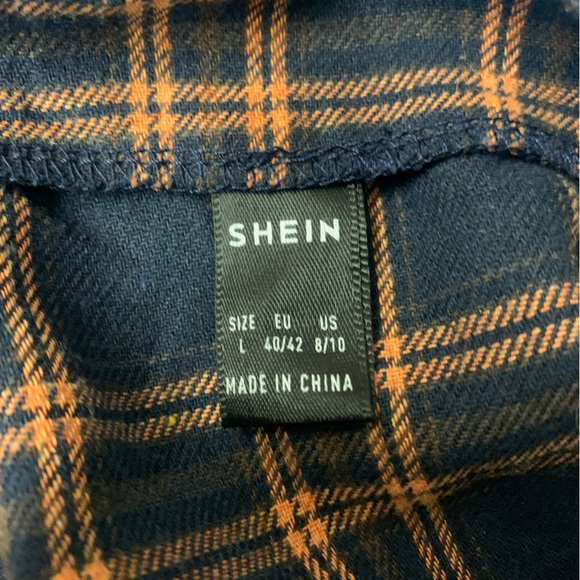 SHEIN
SIZE EU US
L 40/42 8/10
MADE IN CHINA